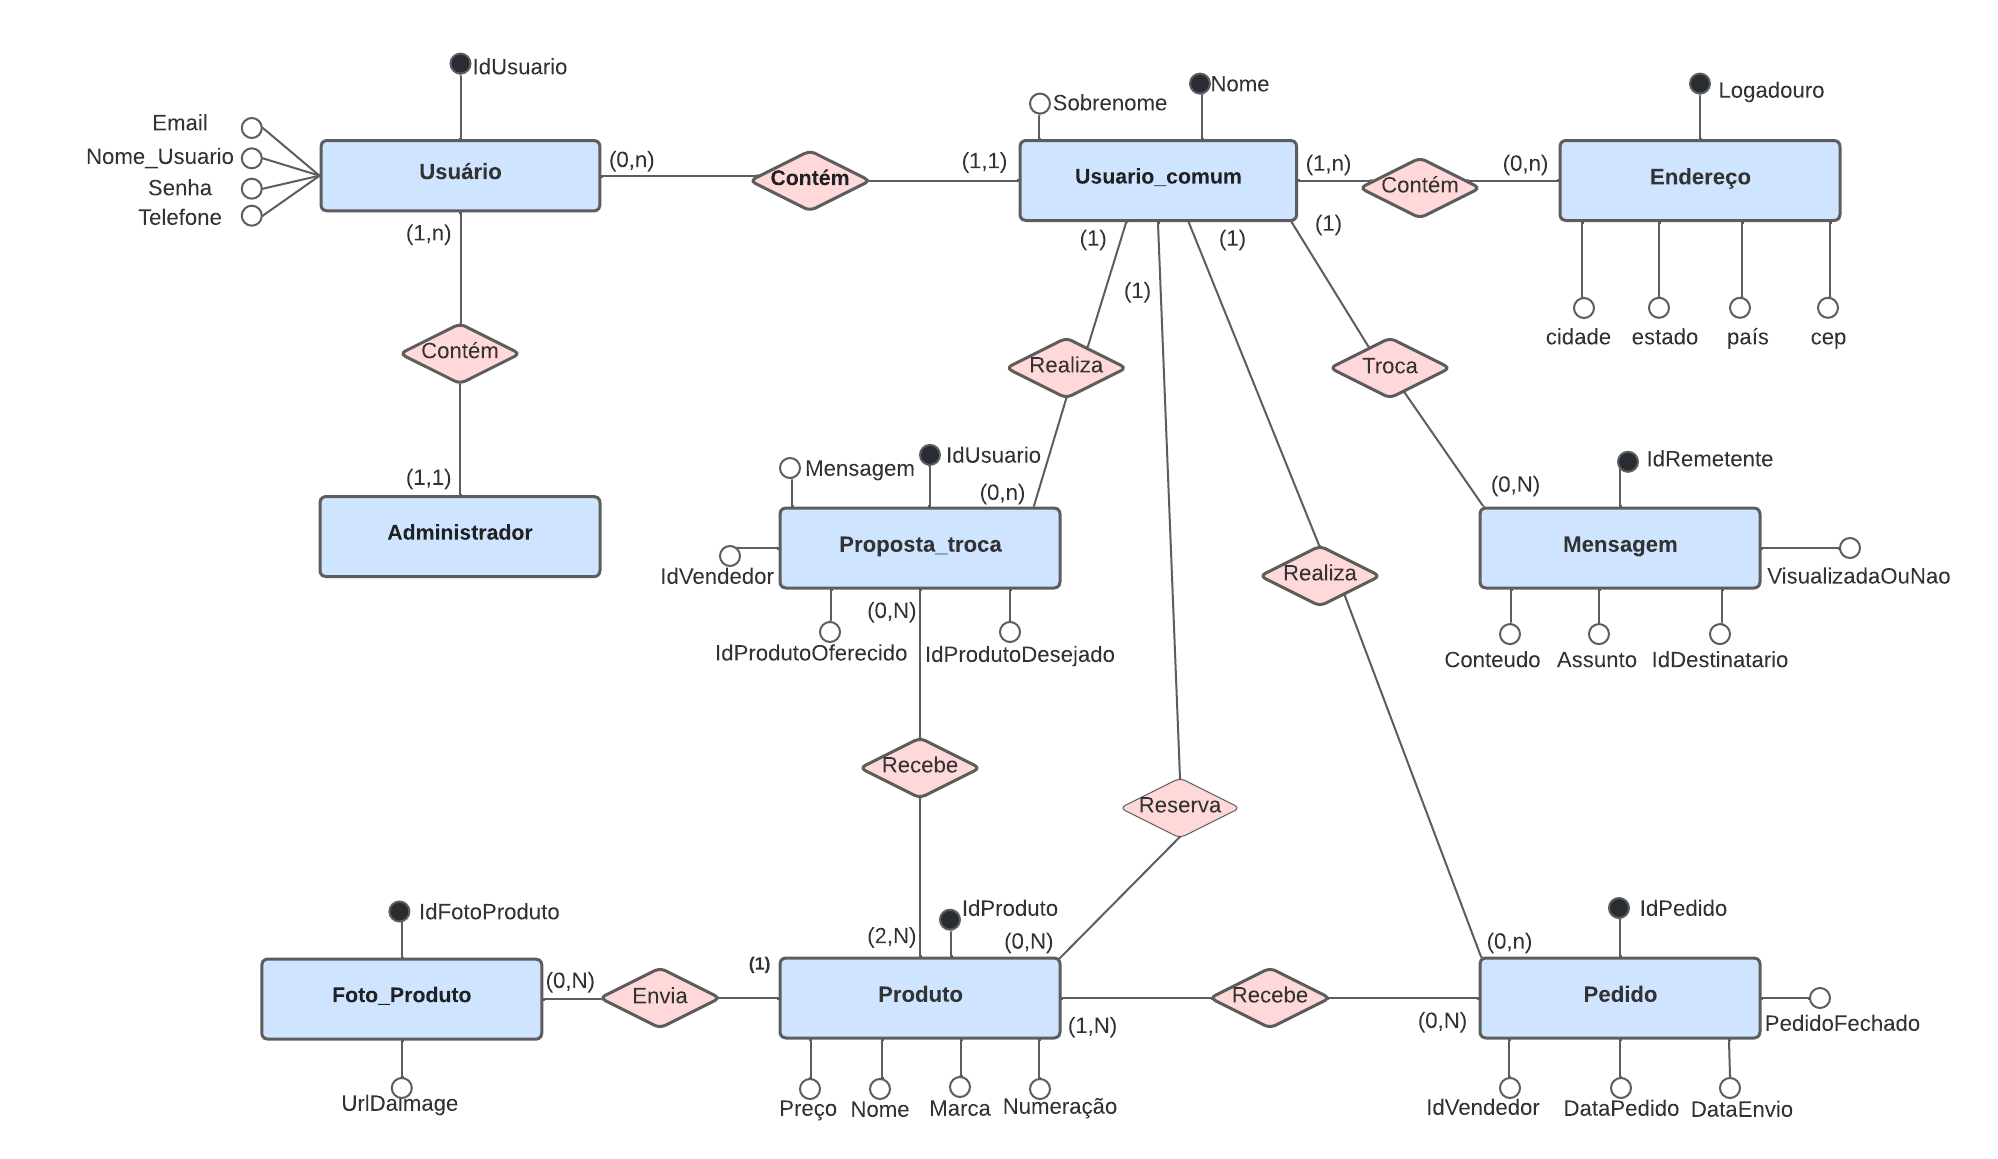 IdUsuario
Nome
Logadouro
Sobrenome
Email
Nome_Usuario
Senha
Telefone
Usuário
(0,n)
Contém
(1,1)
Usuario_comum
(1,n)
Contém
(0,n)
Endereço
(1,n)
(1)
(1)
(1)
(1)
cidade
estado
país
cep
Contém
Realiza
Troca
(1,1)
Administrador
Mensagem
IdUsuario
(0,n)
Proposta_troca
IdVendedor
(0,N)
IdProdutoOferecido
IdProdutoDesejado
Realiza
(0,N)
IdRemetente
Mensagem
VisualizadaOuNao
Conteudo
Assunto
IdDestinatario
Recebe
Reserva
IdFotoProduto
IdProduto
IdPedido
(2,N)
(0,N)
(0,n)
(1)
Foto_Produto
(0,N)
Envia
Produto
(1,N)
Recebe
(0,N)
Pedido
PedidoFechado
UrlDaImage
Preço
Nome
Marca
Numeração
IdVendedor
DataPedido
DataEnvio